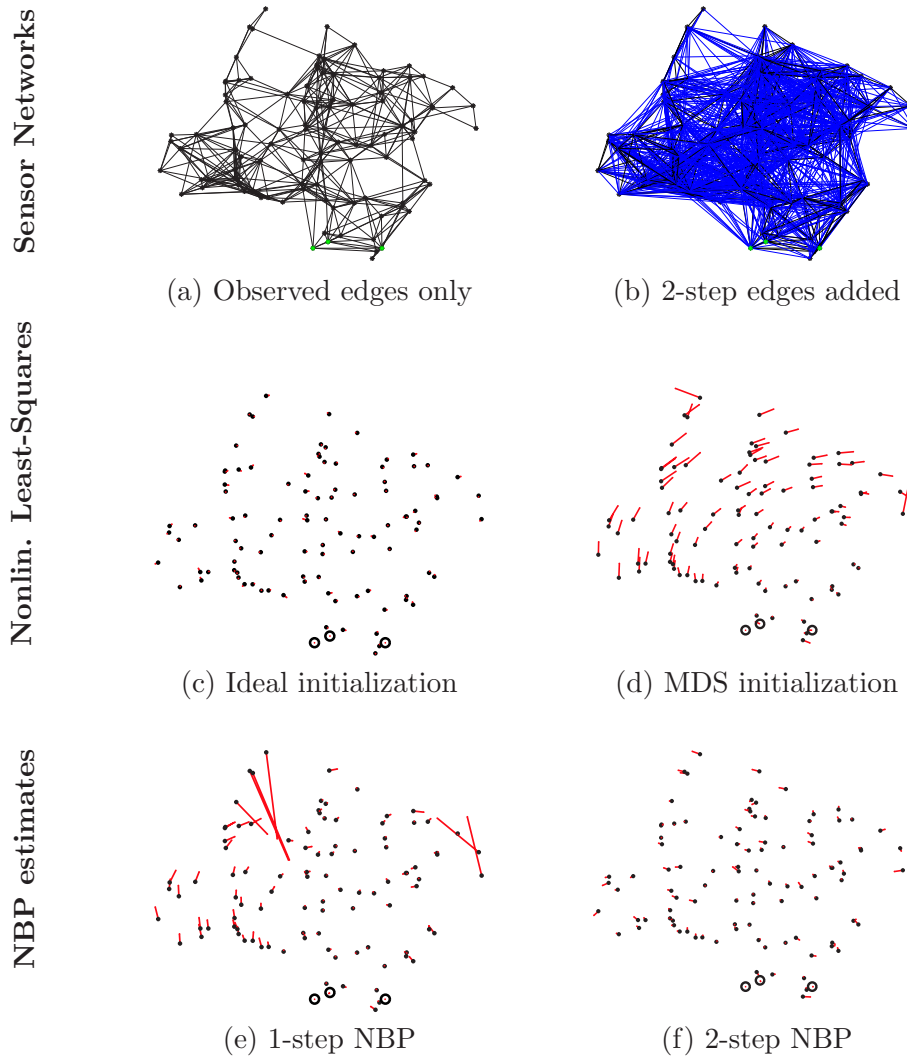 Sensor Networks
(a) Observed edges only
(b) 2-step edges added
Nonlin. Least-Squares
(c) Ideal initialization
(d) MDS initialization
NBP estimates
(e) 1-step NBP
(f) 2-step NBP